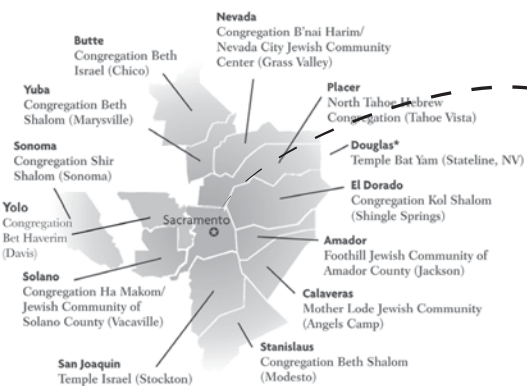 Nevada
Congregation B'nai Harim/
Nevada City Jewish Community
Center (Grass Valley)
Butte
Congregation Beth
Israel (Chico)
Placer
North Tahoe Hebrew
Congregation (Tahoe Vista)
Yuba
Congregation Beth
Shalom (Marysville)
Douglas*
Temple Bat Yam (Stateline, NV)
Sonoma
Congregation Shir
Shalom (Sonoma)
El Dorado
Congregation Kol Shalom
(Shingle Springs)
Yolo
Congregation
Bet Haverim
(Davis)
Sacramento
Amador
Foothill Jewish Community of
Amador County (Jackson)
Solano
Congregation Ha Makom/
Jewish Community of
Solano County (Vacaville)
Calaveras
Mother Lode Jewish Community
(Angels Camp)
Stanislaus
Congregation Beth Shalom
(Modesto)
San Joaquin
Temple Israel (Stockton)